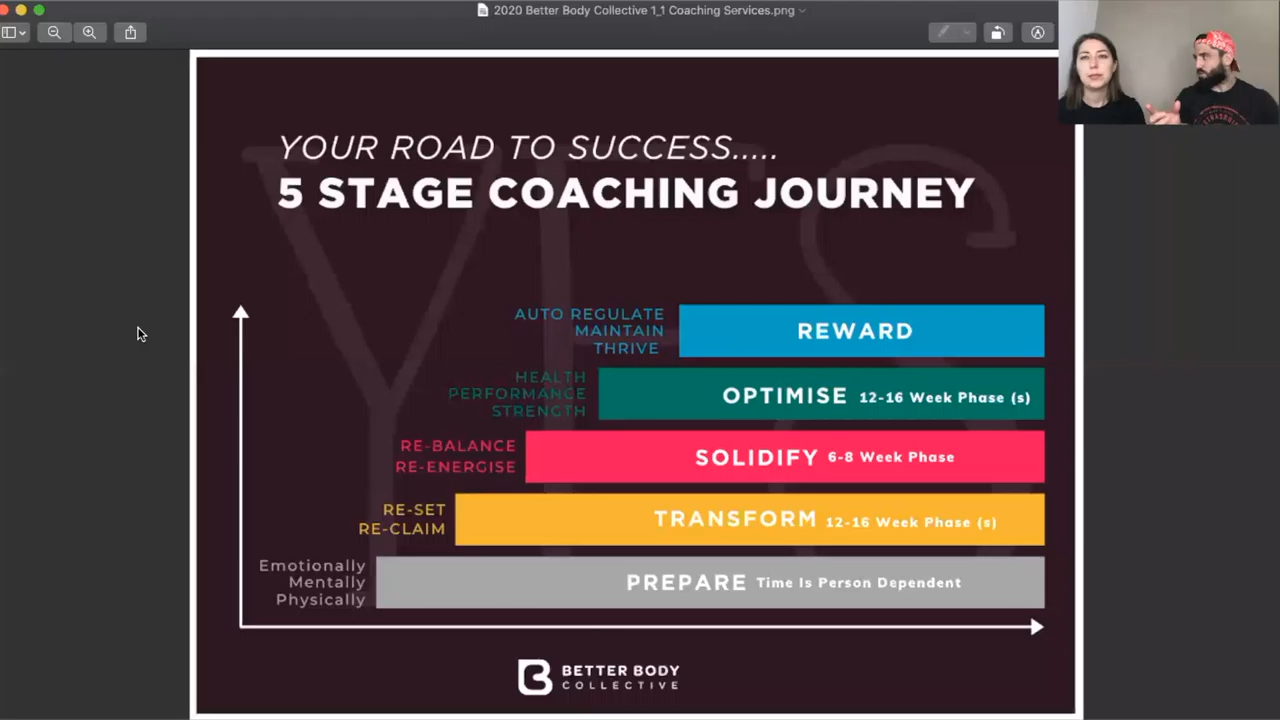 2020 Better Body Collective 1_1 Coaching Services.png
YOUR ROAD TO SUCCESS.....
5 STAGE COACHING JOURNEY
AUTO REGULATE
MAINTAIN
THRIVE
REWARD
HEALTH
PERFORMANCE
STRENGTH
OPTIMISE 12-16 Week Phase (s)
RE-BALANCE
RE-ENERGISE
SOLIDIFY 6-8 Week Phase
RE-SET
RE-CLAIM
TRANSFORM 12-16 Week Phase (s)
Emotionally
Mentally
Physically
PREPARE Time Is Person Dependent
BETTER BODY
COLLECTIVE
YES